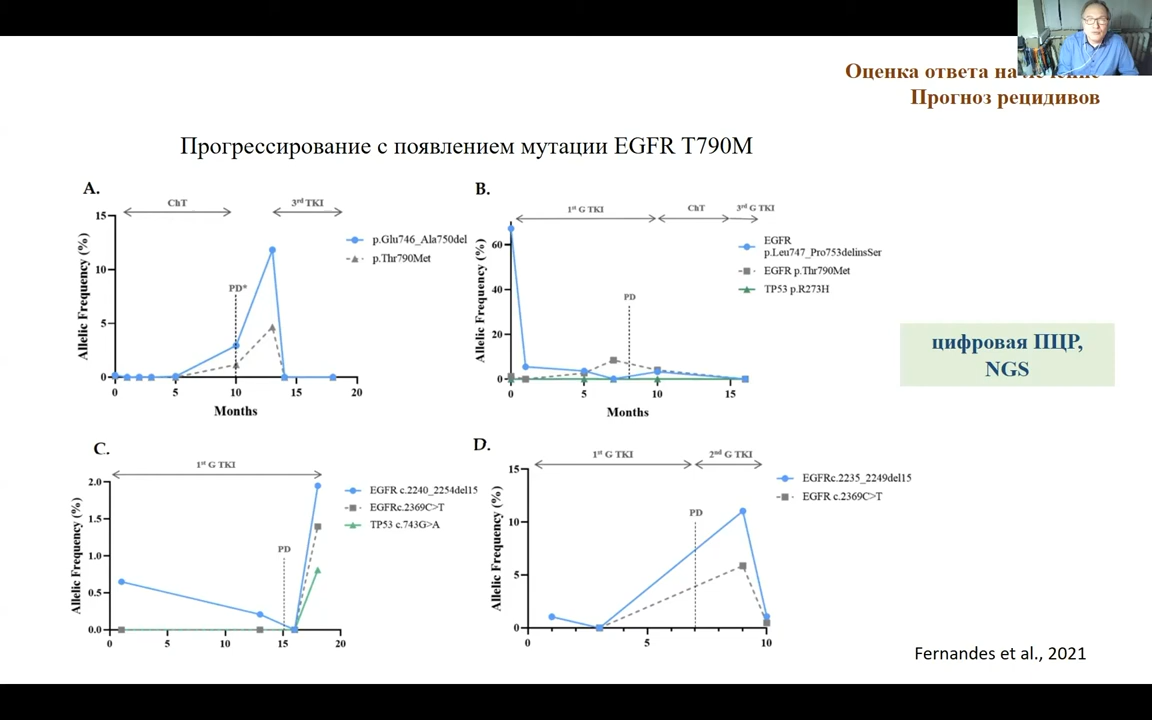 Оценка ответа на лечение
Прогноз рецидивов
Прогрессирование с появлением мутации EGFR T790M
A.
ChT
3rd TKI
15
10
5
0
Allelic Frequency (%)
PD*
p.Glu746_Ala750del
p.Thr790Met
0 5 10 15 20
Months
B.
1st G TKI
ChT
3rd G TKI
60
40
20
0
Allelic Frequency (%)
PD
EGFR
p.Leu747_Pro753delinsSer
EGFR p.Thr790Met
TP53 p.R273H
0 5 10 15
Months
цифровая ПЦР,
NGS
C.
1st G TKI
2.0
1.5
1.0
0.5
0.0
Allelic Frequency (%)
PD
EGFR c.2240_2254del15
EGFRc.2369C>T
TP53 c.743G>A
0 5 10 15 20
D.
1st G TKI
2nd G TKI
15
10
5
0
Allelic Frequency (%)
PD
EGFRc.2235_2249del15
EGFR c.2369C>T
0 5 10
Fernandes et al., 2021